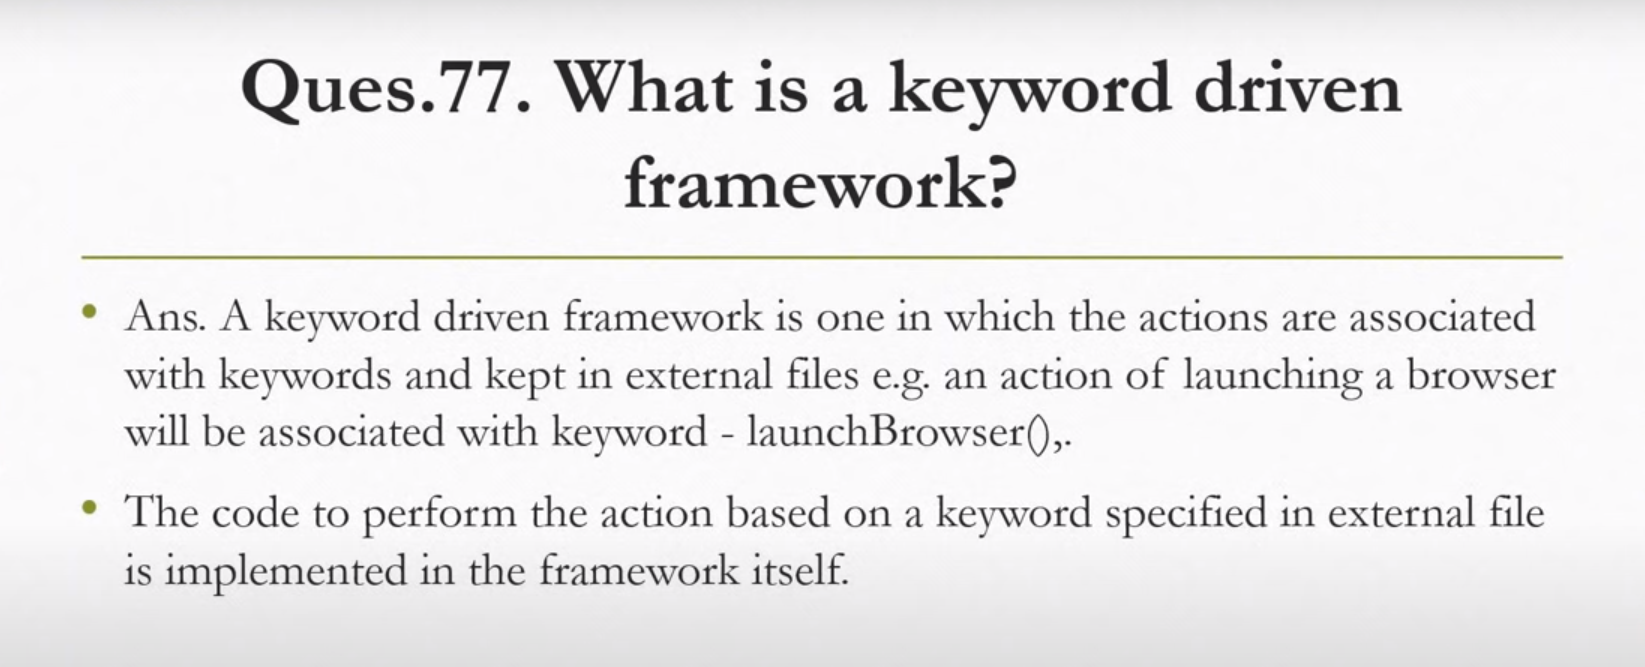 Ques.77. What is a keyword driven
framework?
• Ans. A keyword driven framework is one in which the actions are associated
with keywords and kept in external files e.g. an action of launching a browser
will be associated with keyword - launchBrowser(),.
• The code to perform the action based on a keyword specified in external file
is implemented in the framework itself.